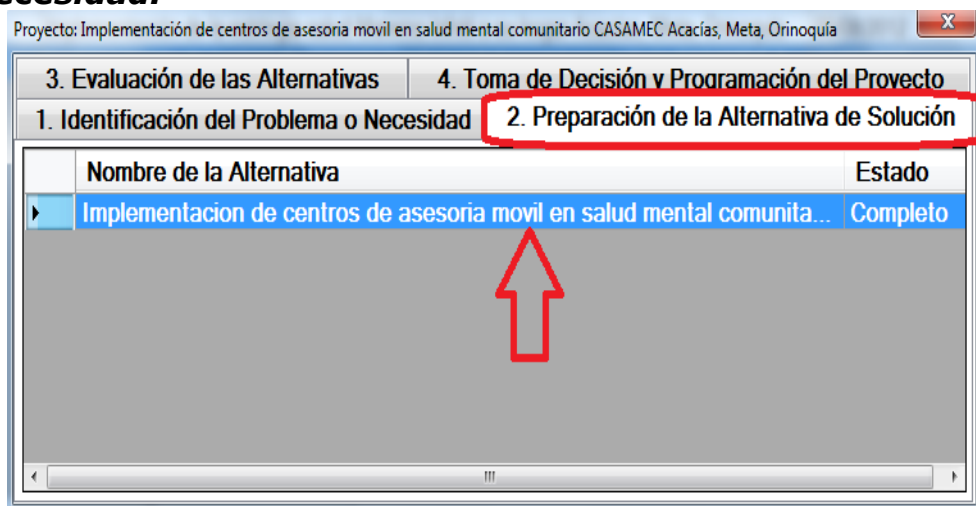 ecesidad.
Proyecto: Implementación de centros de asesoria movil en salud mental comunitario CASAMEC Acacías, Meta, Orinoquía
3. Evaluación de las Alternativas 4. Toma de Decisión y Programación del Proyecto
1. Identificación del Problema o Necesidad 2. Preparación de la Alternativa de Solución
Nombre de la Alternativa Estado
Implementacion de centros de asesoria movil en salud mental comunita... Completo